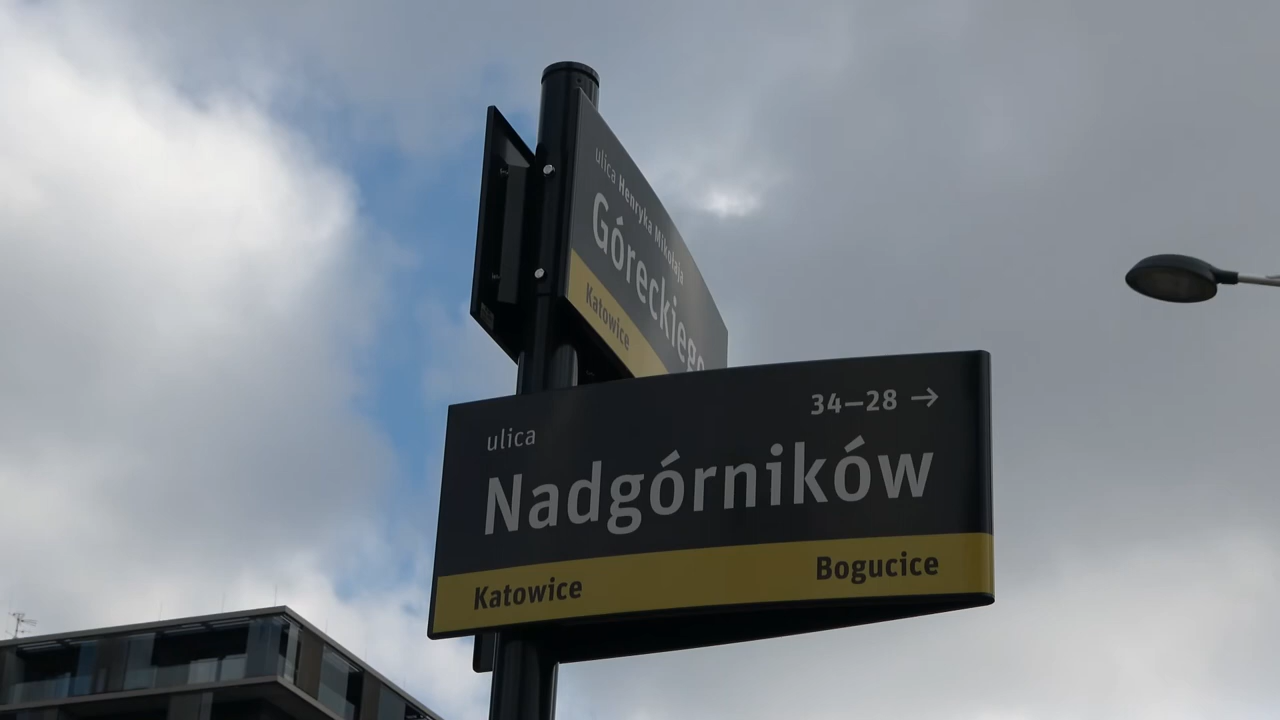 ulica Henryka Mikołaja
Góreckiego
Katowice
34–28 →
ulica
Nadgórników
Katowice
Bogucice